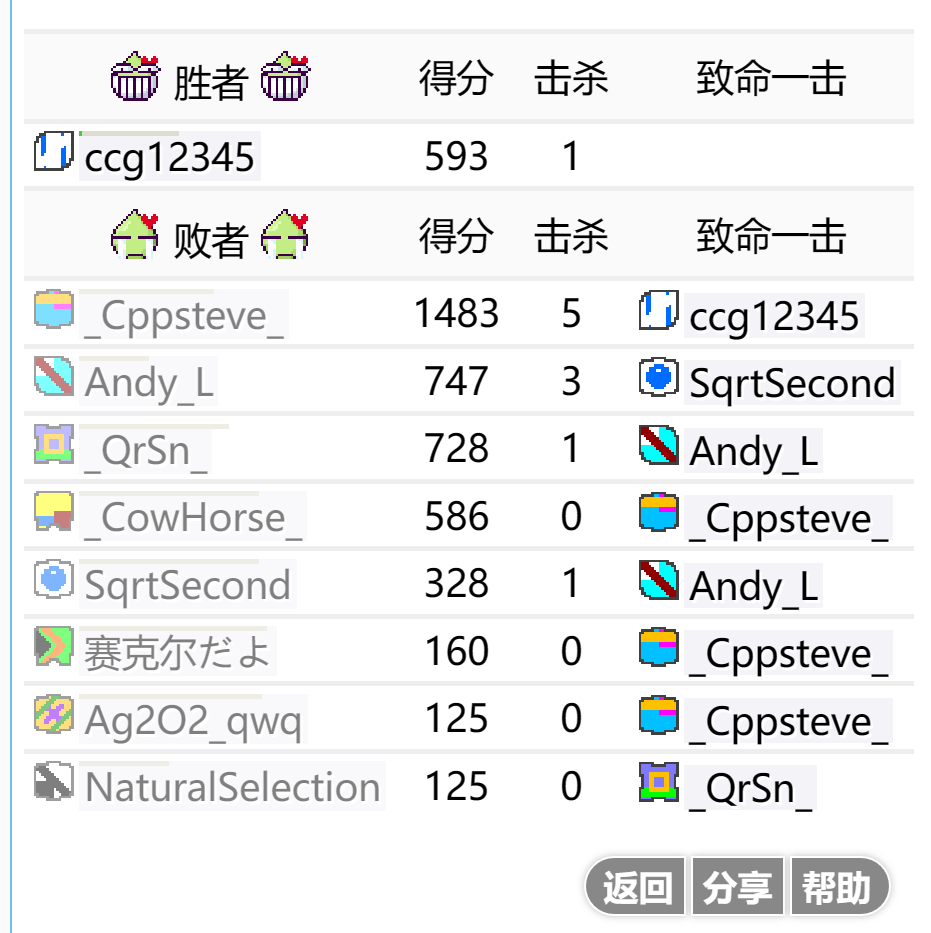 胜者 得分 击杀 致命一击
ccg12345 593 1
败者 得分 击杀 致命一击
_Cppsteve_ 1483 5 ccg12345
Andy_L 747 3 SqrtSecond
_QrSn_ 728 1 Andy_L
_CowHorse_ 586 0 _Cppsteve_
SqrtSecond 328 1 Andy_L
赛克尔だよ 160 0 _Cppsteve_
Ag2O2_qwq 125 0 _Cppsteve_
NaturalSelection 125 0 _QrSn_
返回 分享 帮助